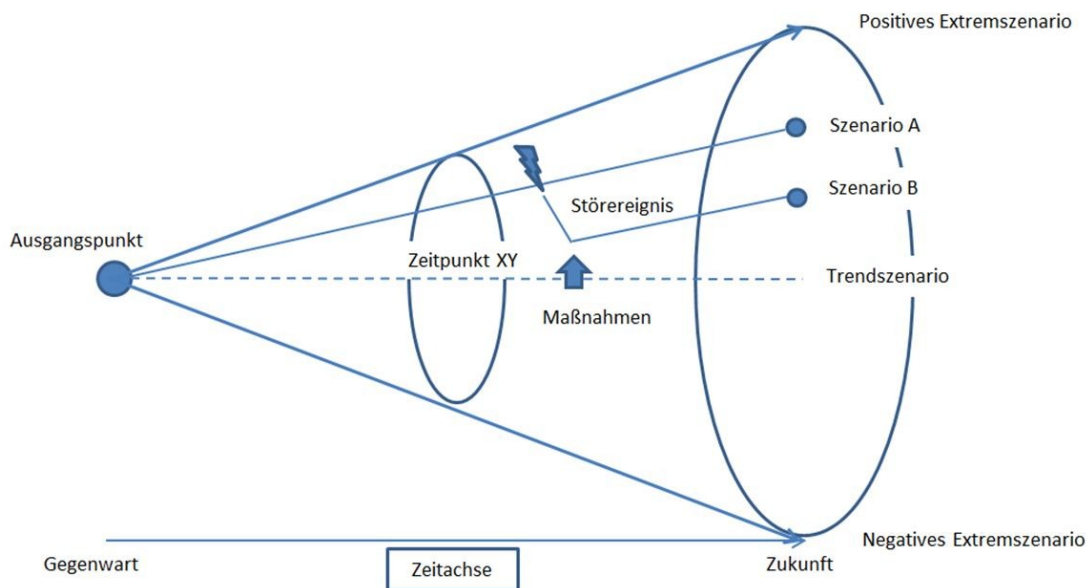 Positives Extremszenario
Szenario A
Szenario B
Störereignis
Ausgangspunkt
Zeitpunkt XY
Trendszenario
Maßnahmen
Negatives Extremszenario
Gegenwart
Zeitachse
Zukunft